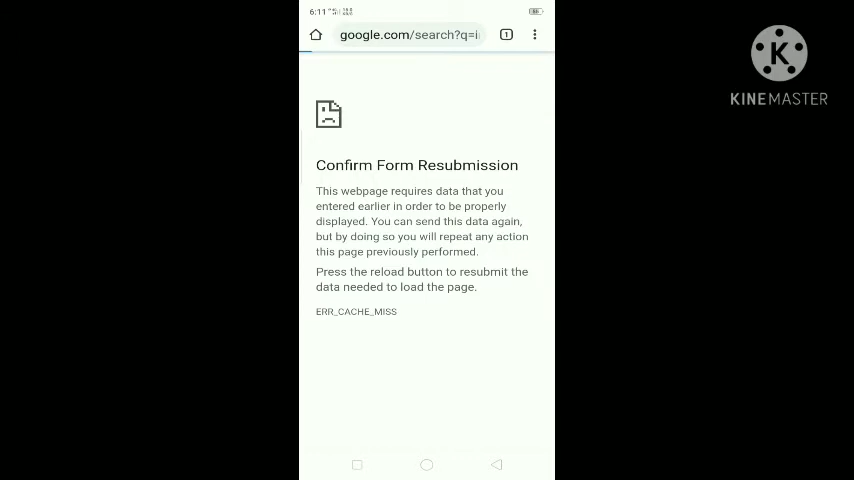 6:11
google.com/search?q=i
1
Confirm Form Resubmission
This webpage requires data that you
entered earlier in order to be properly
displayed. You can send this data again,
but by doing so you will repeat any action
this page previously performed.
Press the reload button to resubmit the
data needed to load the page.
ERR_CACHE_MISS
K
KINEMASTER